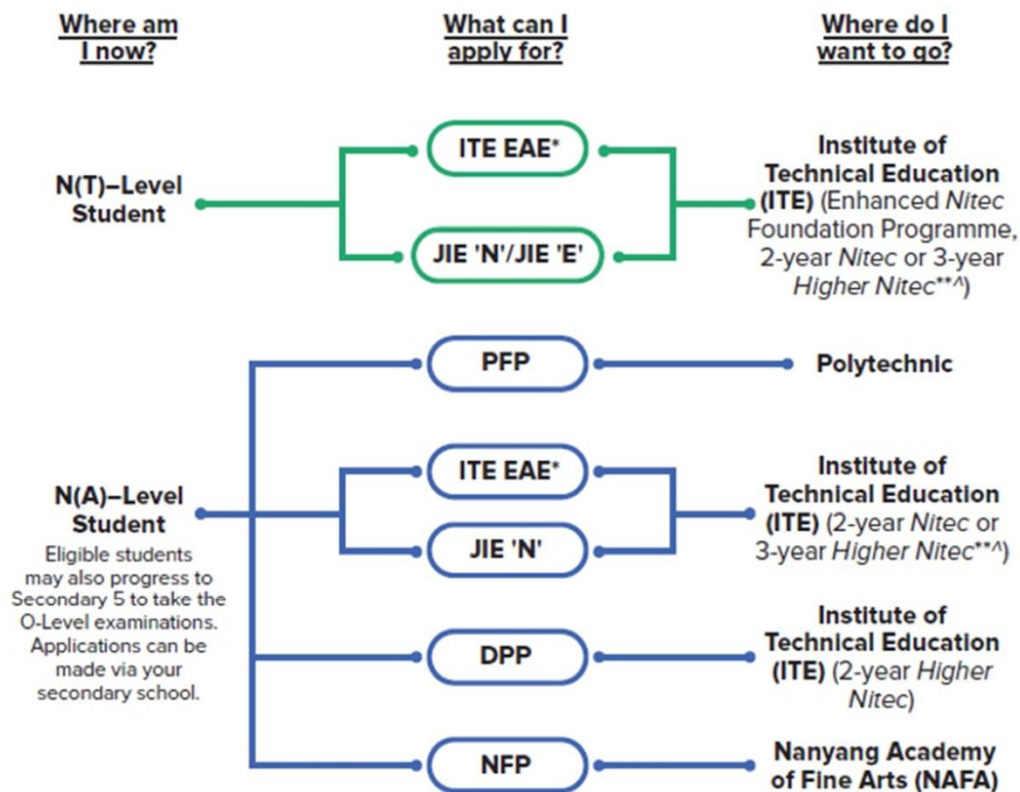 Where am
I now?
What can I
apply for?
Where do I
want to go?
N(T)–Level
Student
ITE EAE*
JIE 'N'/JIE 'E'
Institute of
Technical Education
(ITE) (Enhanced Nitec
Foundation Programme,
2-year Nitec or 3-year
Higher Nitec**^)
PFP
Polytechnic
N(A)–Level
Student
Eligible students
may also progress to
Secondary 5 to take the
O-Level examinations.
Applications can be
made via your
secondary school.
ITE EAE*
JIE 'N'
Institute of
Technical Education
(ITE) (2-year Nitec or
3-year Higher Nitec**^)
DPP
Institute of
Technical Education
(ITE) (2-year Higher
Nitec)
NFP
Nanyang Academy
of Fine Arts (NAFA)